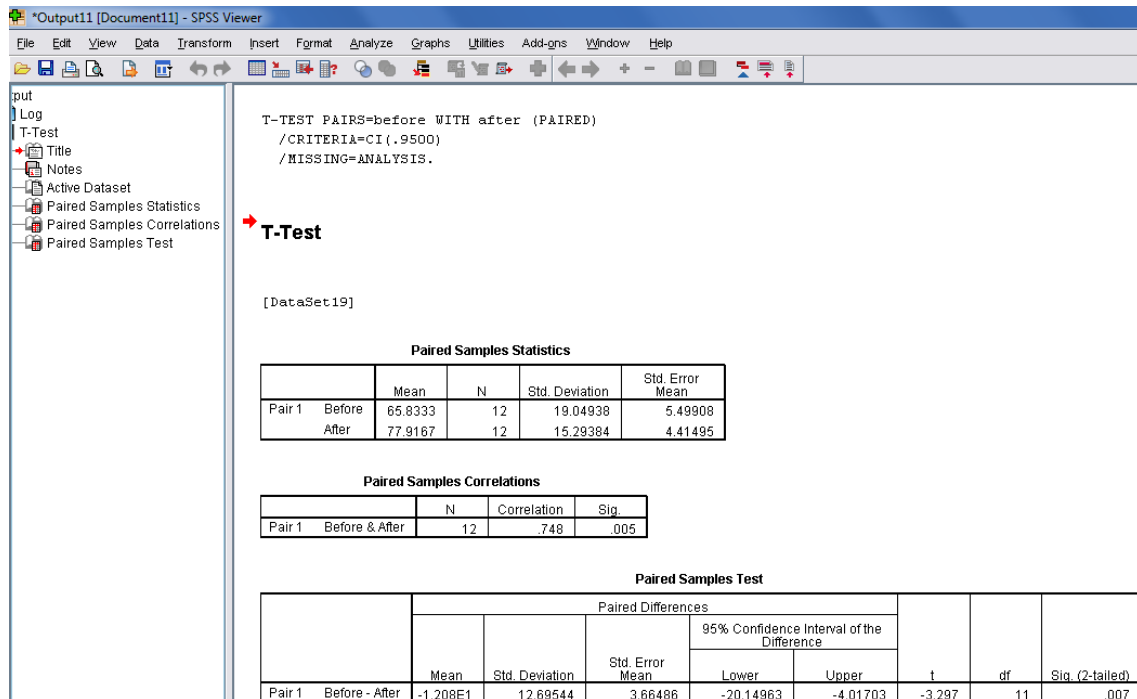 *Output11 [Document11] - SPSS Viewer
File Edit View Data Transform Insert Format Analyze Graphs Utilities Add-ons Window Help
put
Log
T-Test
Title
Notes
Active Dataset
Paired Samples Statistics
Paired Samples Correlations
Paired Samples Test
T-TEST PAIRS=before WITH after (PAIRED)
/CRITERIA=CI(.9500)
/MISSING=ANALYSIS.
T-Test
[DataSet19]
Paired Samples Statistics
Mean N Std. Deviation Std. Error Mean
Pair 1 Before 65.8333 12 19.04938 5.49908
After 77.9167 12 15.29384 4.41495
Paired Samples Correlations
N Correlation Sig.
Pair 1 Before & After 12 .748 .005
Paired Samples Test
Paired Differences
95% Confidence Interval of the Difference
Mean Std. Deviation Std. Error Mean Lower Upper t df Sig. (2-tailed)
Pair 1 Before - After -1.208E1 12.69544 3.66486 -20.14963 -4.01703 -3.297 11 .007